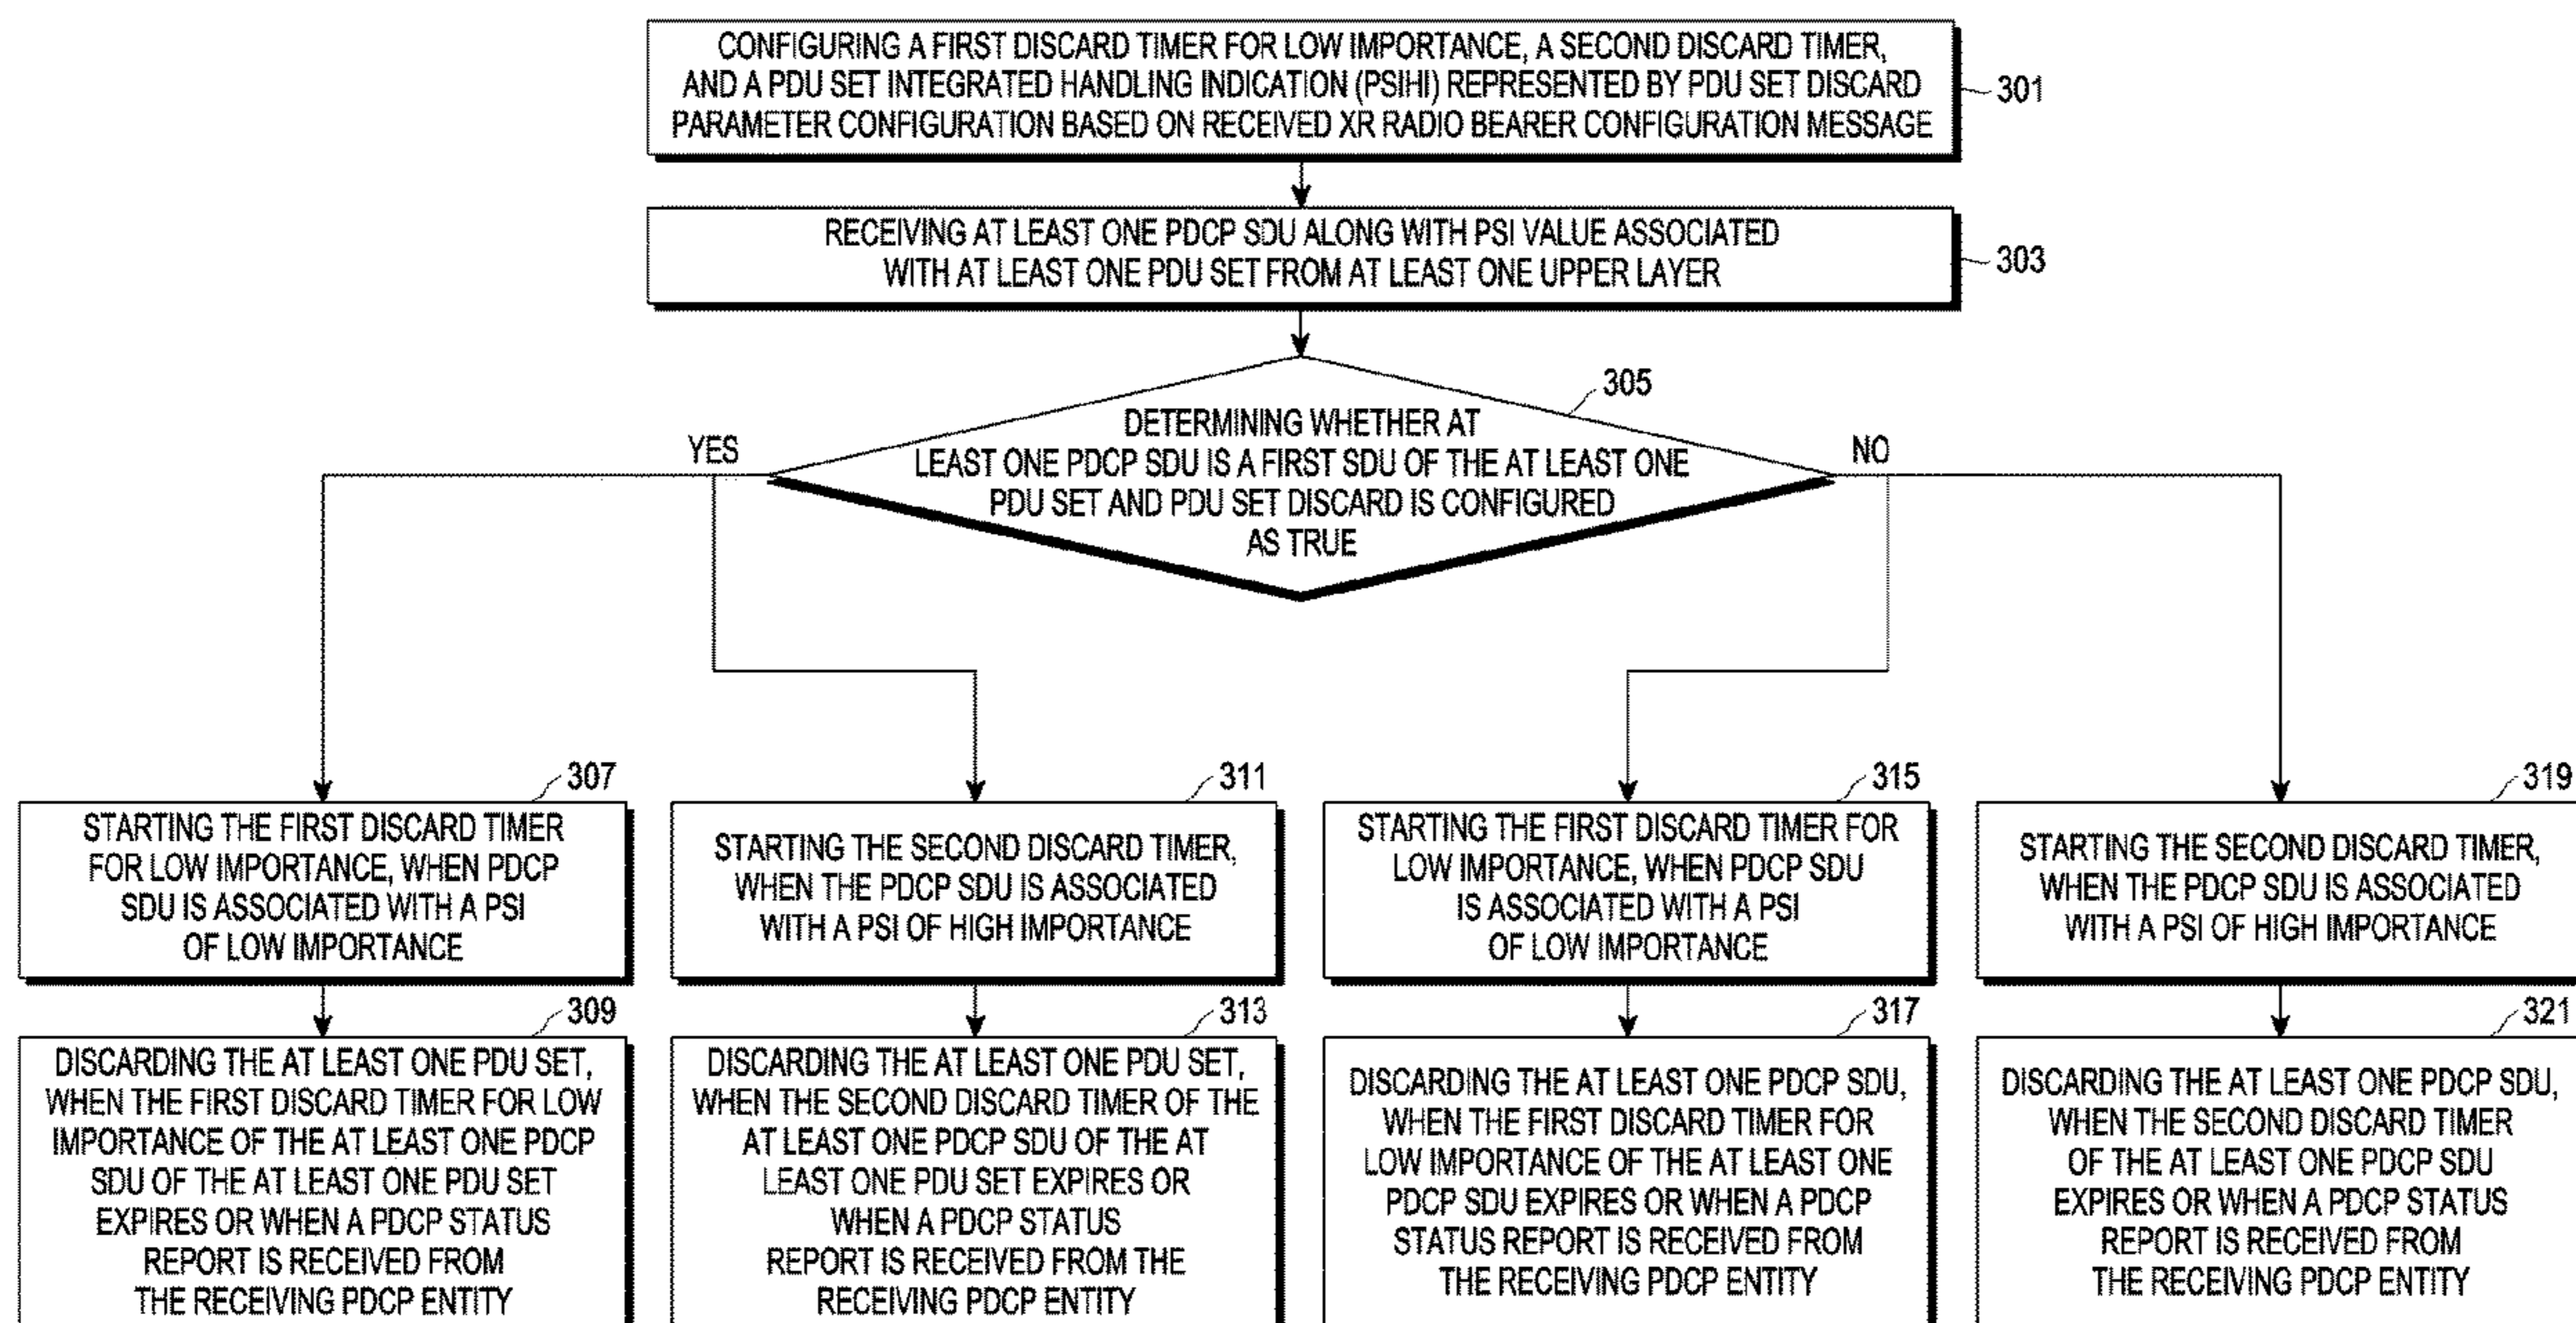 CONFIGURING A FIRST DISCARD TIMER FOR LOW IMPORTANCE, A SECOND DISCARD TIMER,
AND A PDU SET INTEGRATED HANDLING INDICATION (PSIHI) REPRESENTED BY PDU SET DISCARD
PARAMETER CONFIGURATION BASED ON RECEIVED XR RADIO BEARER CONFIGURATION MESSAGE
301
RECEIVING AT LEAST ONE PDCP SDU ALONG WITH PSI VALUE ASSOCIATED
WITH AT LEAST ONE PDU SET FROM AT LEAST ONE UPPER LAYER
303
305
DETERMINING WHETHER AT
LEAST ONE PDCP SDU IS A FIRST SDU OF THE AT LEAST ONE
PDU SET AND PDU SET DISCARD IS CONFIGURED
AS TRUE
YES
NO
307
STARTING THE FIRST DISCARD TIMER
FOR LOW IMPORTANCE, WHEN PDCP
SDU IS ASSOCIATED WITH A PSI
OF LOW IMPORTANCE
311
STARTING THE SECOND DISCARD TIMER,
WHEN THE PDCP SDU IS ASSOCIATED
WITH A PSI OF HIGH IMPORTANCE
315
STARTING THE FIRST DISCARD TIMER FOR
LOW IMPORTANCE, WHEN PDCP SDU
IS ASSOCIATED WITH A PSI
OF LOW IMPORTANCE
319
STARTING THE SECOND DISCARD TIMER,
WHEN THE PDCP SDU IS ASSOCIATED
WITH A PSI OF HIGH IMPORTANCE
309
DISCARDING THE AT LEAST ONE PDU SET,
WHEN THE FIRST DISCARD TIMER FOR LOW
IMPORTANCE OF THE AT LEAST ONE PDCP
SDU OF THE AT LEAST ONE PDU SET
EXPIRES OR WHEN A PDCP STATUS
REPORT IS RECEIVED FROM
THE RECEIVING PDCP ENTITY
313
DISCARDING THE AT LEAST ONE PDU SET,
WHEN THE SECOND DISCARD TIMER OF THE
AT LEAST ONE PDCP SDU OF THE AT
LEAST ONE PDU SET EXPIRES OR
WHEN A PDCP STATUS
REPORT IS RECEIVED FROM THE
RECEIVING PDCP ENTITY
317
DISCARDING THE AT LEAST ONE PDCP SDU,
WHEN THE FIRST DISCARD TIMER FOR
LOW IMPORTANCE OF THE AT LEAST ONE
PDCP SDU EXPIRES OR WHEN A PDCP
STATUS REPORT IS RECEIVED FROM
THE RECEIVING PDCP ENTITY
321
DISCARDING THE AT LEAST ONE PDCP SDU,
WHEN THE SECOND DISCARD TIMER
OF THE AT LEAST ONE PDCP SDU
EXPIRES OR WHEN A PDCP STATUS
REPORT IS RECEIVED FROM
THE RECEIVING PDCP ENTITY